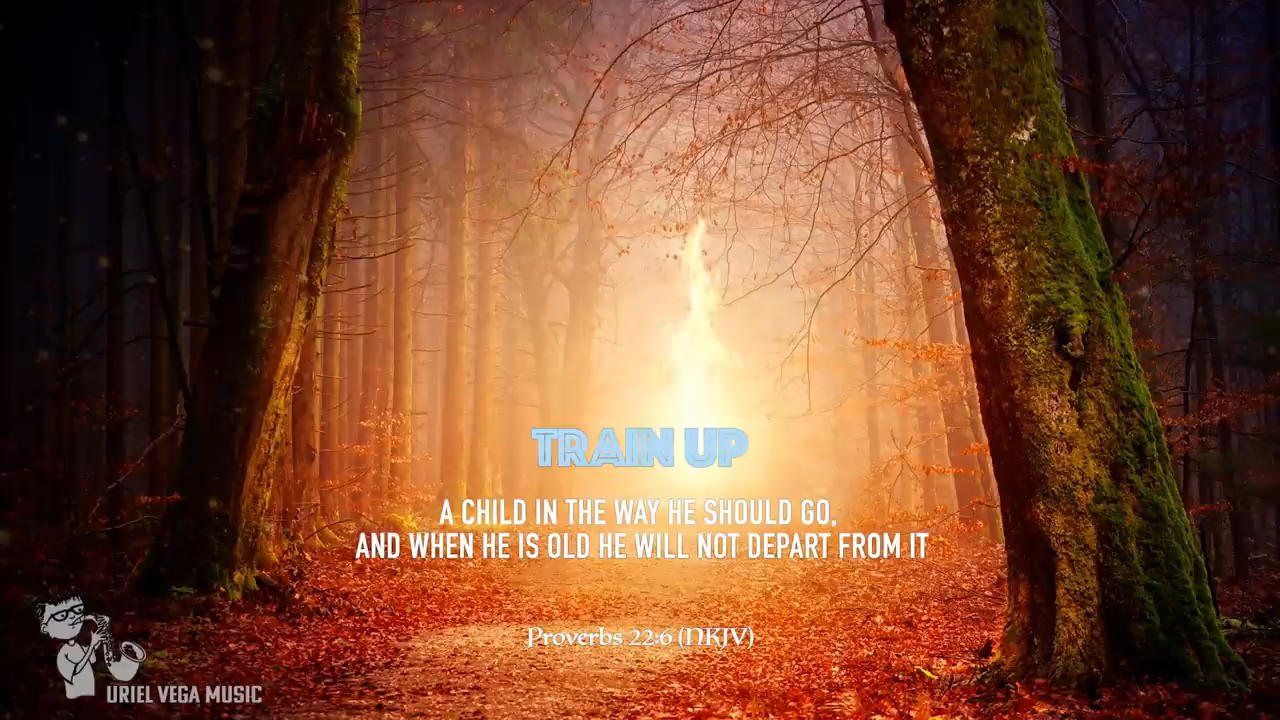 TRAIN UP
A CHILD IN THE WAY HE SHOULD GO,
AND WHEN HE IS OLD HE WILL NOT DEPART FROM IT
Proverbs 22:6 (NKJV)
URIEL VEGA MUSIC